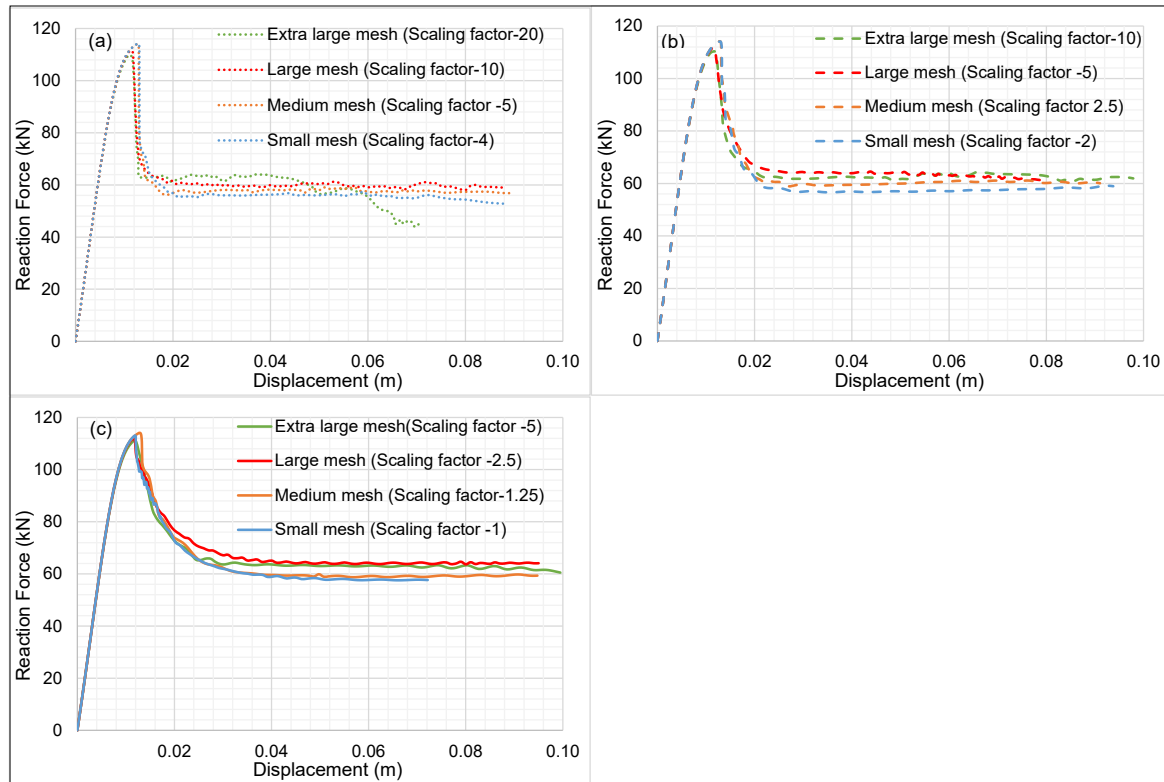 (a)
Extra large mesh (Scaling factor-20)
Large mesh (Scaling factor-10)
Medium mesh (Scaling factor -5)
Small mesh (Scaling factor-4)
Reaction Force (kN)
120
100
80
60
40
20
0
0.02
0.04
0.06
0.08
0.10
Displacement (m)
(b)
Extra large mesh (Scaling factor-10)
Large mesh (Scaling factor -5)
Medium mesh (Scaling factor 2.5)
Small mesh (Scaling factor -2)
Reaction Force (kN)
120
100
80
60
40
20
0
0.02
0.04
0.06
0.08
0.10
Displacement (m)
(c)
Extra large mesh(Scaling factor -5)
Large mesh (Scaling factor -2.5)
Medium mesh (Scaling factor-1.25)
Small mesh (Scaling factor -1)
Reaction Force (kN)
120
100
80
60
40
20
0
0.02
0.04
0.06
0.08
0.10
Displacement (m)